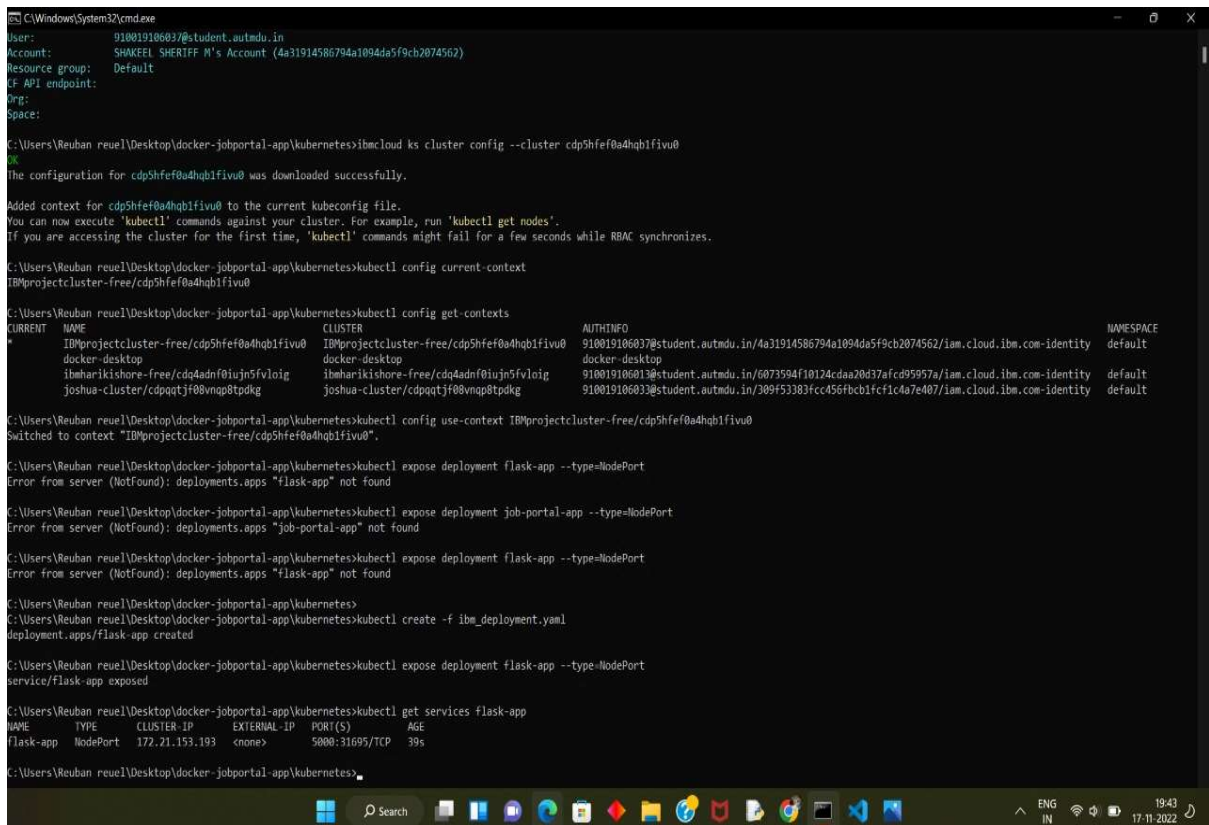 C:\Windows\System32\cmd.exe
User: 910019106037@student.autmdu.in
Account: SHAKEEL SHERIFF M's Account (4a31914586794a1094da5f9cb2074562)
Resource group: Default
CF API endpoint:
Org:
Space:
C:\Users\Reuban reuel\Desktop\docker-jobportal-app\kubernetes>ibmcloud ks cluster config --cluster cdp5hfef0a4hqb1fivu0
OK
The configuration for cdp5hfef0a4hqb1fivu0 was downloaded successfully.
Added context for cdp5hfef0a4hqb1fivu0 to the current kubeconfig file.
You can now execute 'kubectl' commands against your cluster. For example, run 'kubectl get nodes'.
If you are accessing the cluster for the first time, 'kubectl' commands might fail for a few seconds while RBAC synchronizes.
C:\Users\Reuban reuel\Desktop\docker-jobportal-app\kubernetes>kubectl config current-context
IBMprojectcluster-free/cdp5hfef0a4hqb1fivu0
C:\Users\Reuban reuel\Desktop\docker-jobportal-app\kubernetes>kubectl config get-contexts
CURRENT NAME CLUSTER AUTHINFO NAMESPACE
* IBMprojectcluster-free/cdp5hfef0a4hqb1fivu0 IBMprojectcluster-free/cdp5hfef0a4hqb1fivu0 910019106037@student.autmdu.in/4a31914586794a1094da5f9cb2074562/iam.cloud.ibm.com-identity default
docker-desktop docker-desktop docker-desktop
ibmharikishore-free/cdq4adnf0iujn5fvloig ibmharikishore-free/cdq4adnf0iujn5fvloig 910019106013@student.autmdu.in/6073594f10124cdaa20d37afcd95957a/iam.cloud.ibm.com-identity default
joshua-cluster/cdpqqtjf08vnqp8tpdkg joshua-cluster/cdpqqtjf08vnqp8tpdkg 910019106033@student.autmdu.in/309f53383fcc456fbcb1fcf1c4a7e407/iam.cloud.ibm.com-identity default
C:\Users\Reuban reuel\Desktop\docker-jobportal-app\kubernetes>kubectl config use-context IBMprojectcluster-free/cdp5hfef0a4hqb1fivu0
Switched to context "IBMprojectcluster-free/cdp5hfef0a4hqb1fivu0".
C:\Users\Reuban reuel\Desktop\docker-jobportal-app\kubernetes>kubectl expose deployment flask-app --type=NodePort
Error from server (NotFound): deployments.apps "flask-app" not found
C:\Users\Reuban reuel\Desktop\docker-jobportal-app\kubernetes>kubectl expose deployment job-portal-app --type=NodePort
Error from server (NotFound): deployments.apps "job-portal-app" not found
C:\Users\Reuban reuel\Desktop\docker-jobportal-app\kubernetes>kubectl expose deployment flask-app --type=NodePort
Error from server (NotFound): deployments.apps "flask-app" not found
C:\Users\Reuban reuel\Desktop\docker-jobportal-app\kubernetes>
C:\Users\Reuban reuel\Desktop\docker-jobportal-app\kubernetes>kubectl create -f ibm_deployment.yaml
deployment.apps/flask-app created
C:\Users\Reuban reuel\Desktop\docker-jobportal-app\kubernetes>kubectl expose deployment flask-app --type=NodePort
service/flask-app exposed
C:\Users\Reuban reuel\Desktop\docker-jobportal-app\kubernetes>kubectl get services flask-app
NAME TYPE CLUSTER-IP EXTERNAL-IP PORT(S) AGE
flask-app NodePort 172.21.153.193 <none> 5000:31695/TCP 39s
C:\Users\Reuban reuel\Desktop\docker-jobportal-app\kubernetes>
Search
ENG
IN
19:43
17-11-2022